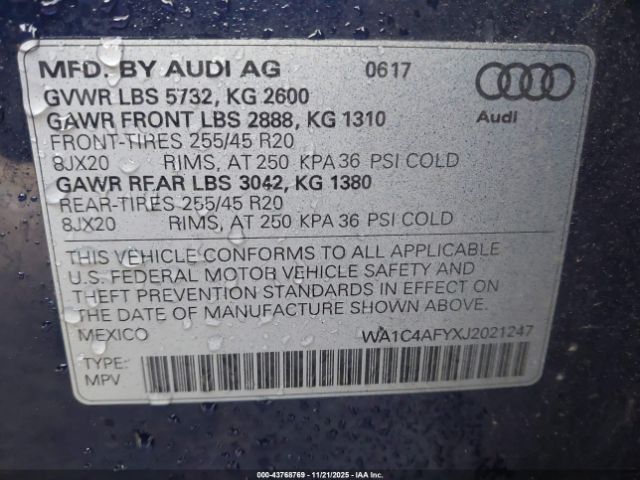 MFD. BY AUDI AG 0617
GVWR LBS 5732, KG 2600
GAWR FRONT LBS 2888, KG 1310
FRONT-TIRES 255/45 R20
8JX20 RIMS, AT 250 KPA 36 PSI COLD
GAWR REAR LBS 3042, KG 1380
REAR-TIRES 255/45 R20
8JX20 RIMS, AT 250 KPA 36 PSI COLD
Audi
THIS VEHICLE CONFORMS TO ALL APPLICABLE
U.S. FEDERAL MOTOR VEHICLE SAFETY AND
THEFT PREVENTION STANDARDS IN EFFECT ON
THE DATE OF MANUFACTURE SHOWN ABOVE.
MEXICO WA1C4AFYXJ2021247
TYPE:
MPV
000-43768769 - 11/21/2025 - IAAI.CA